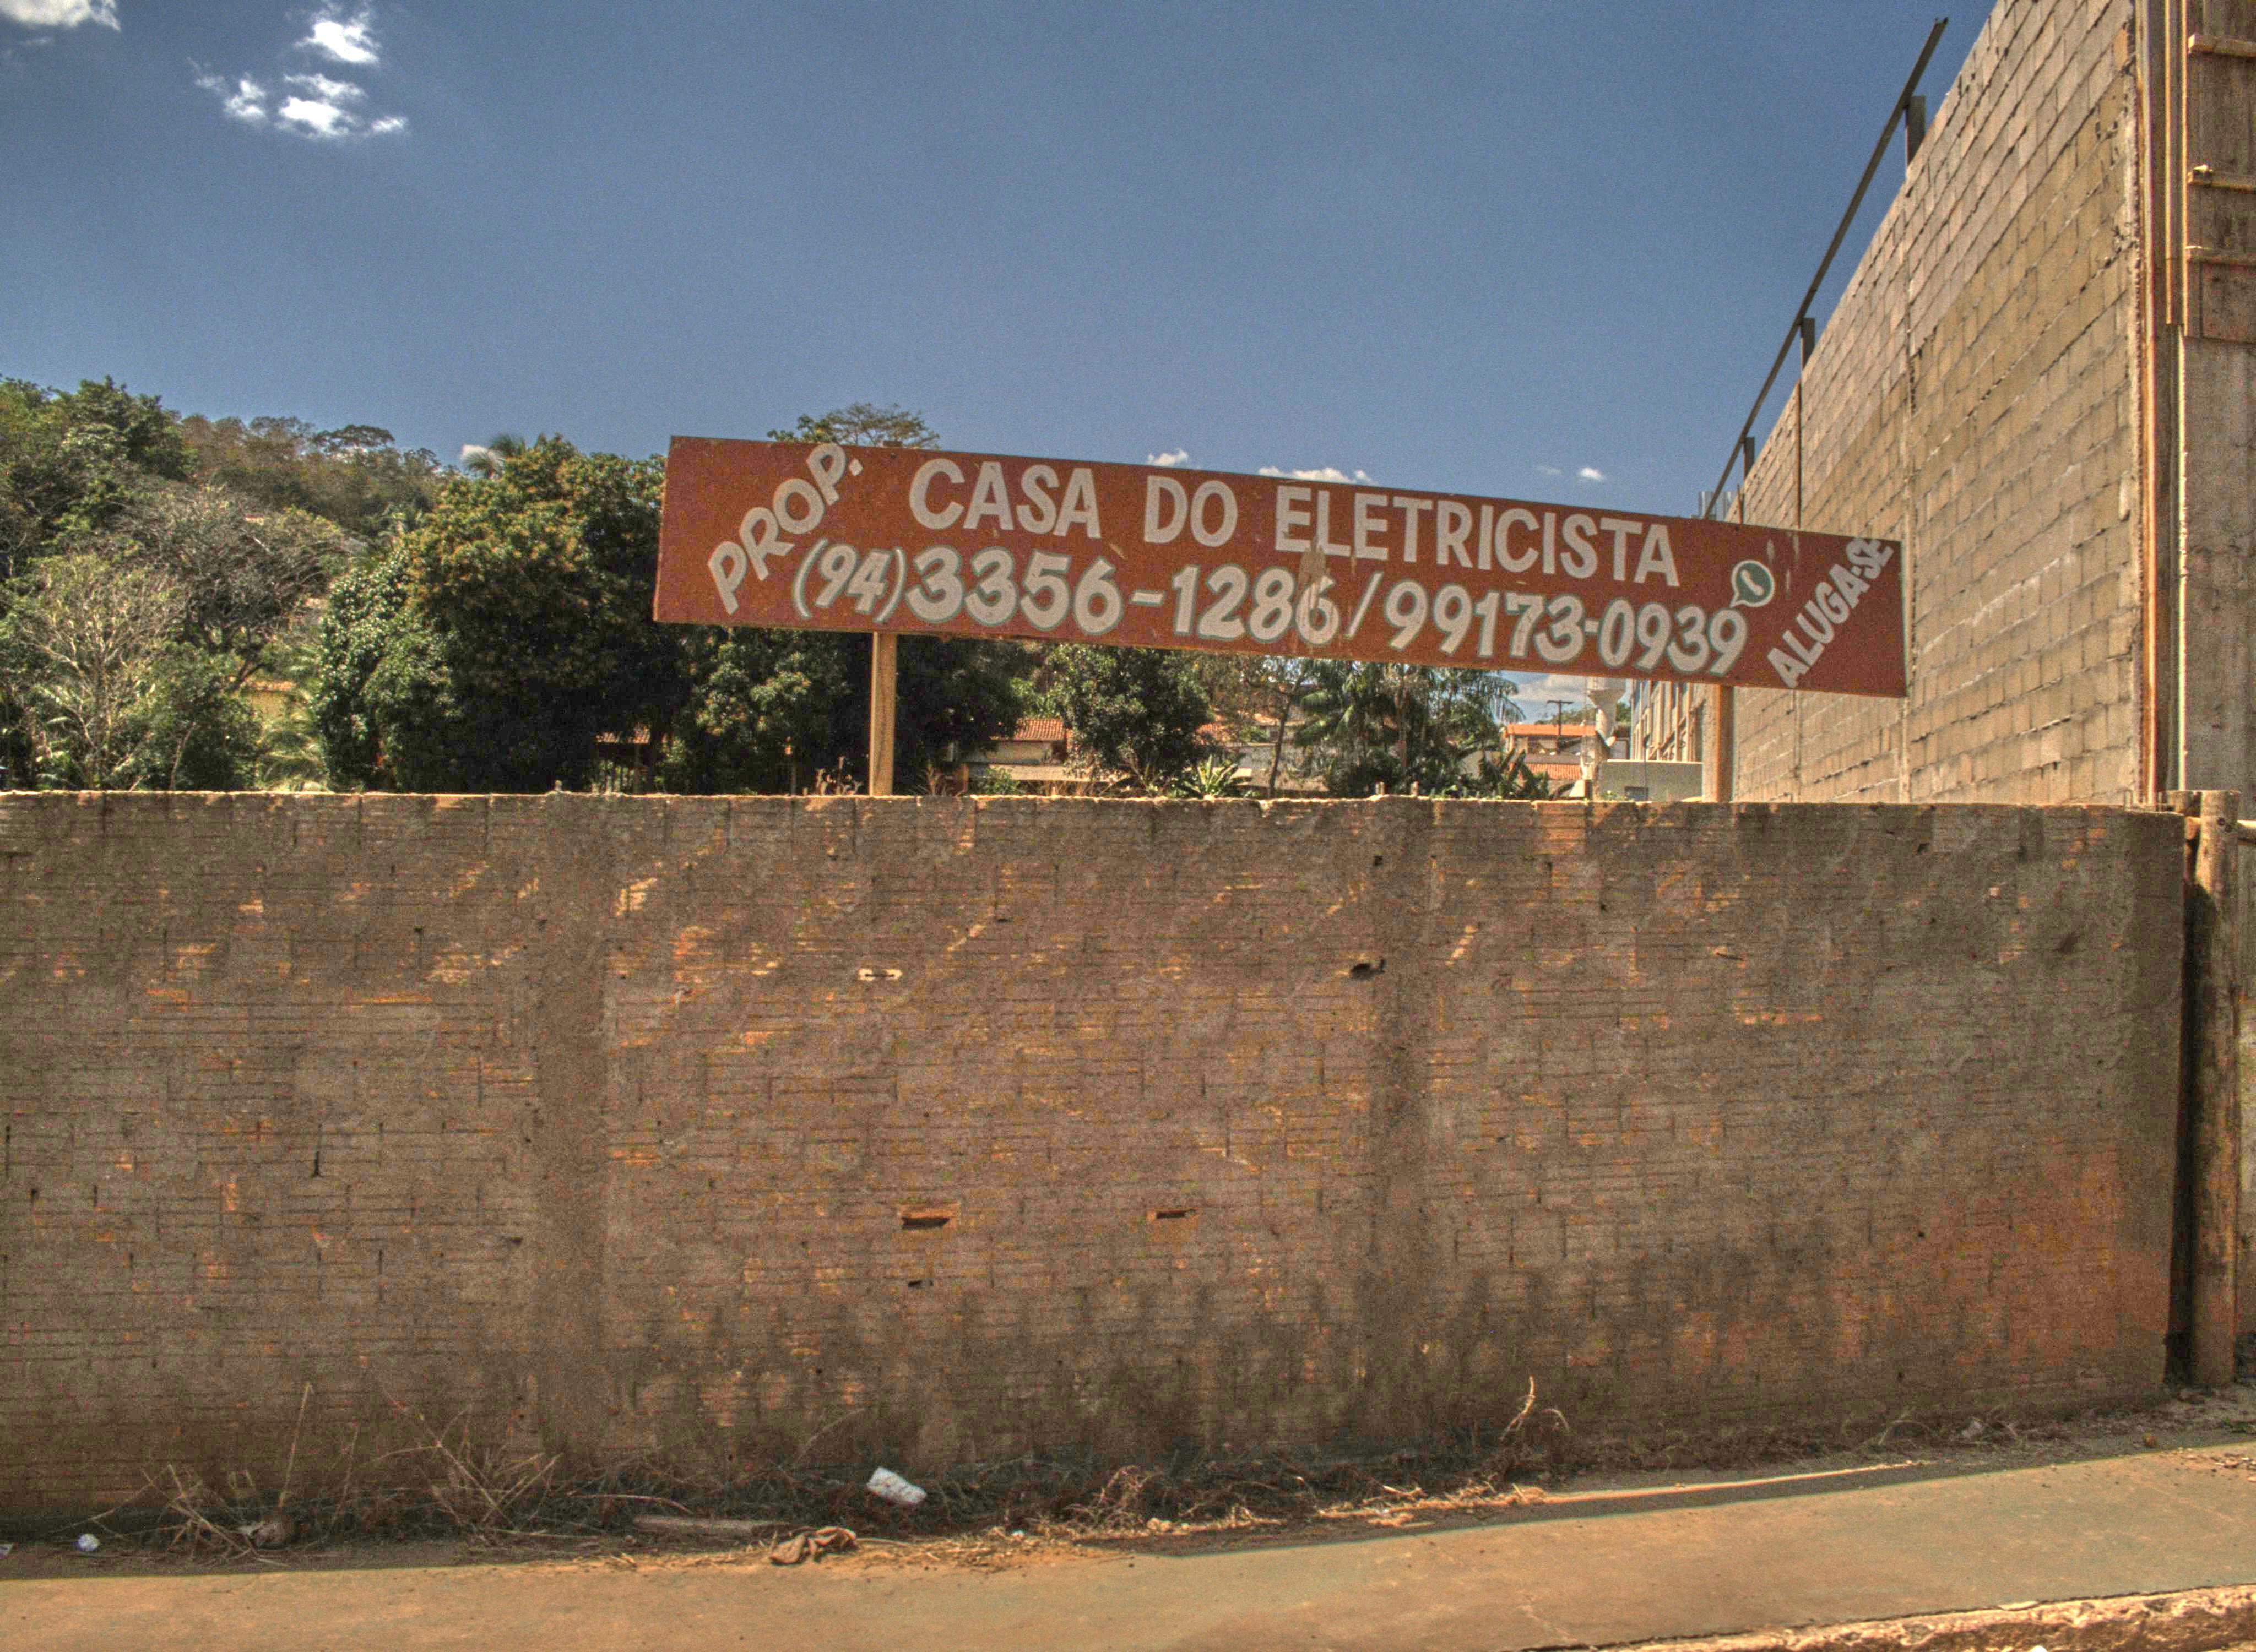 PROP. CASA DO ELETRICISTA
(94)3356-1286/99173-0939
ALUGA-SE